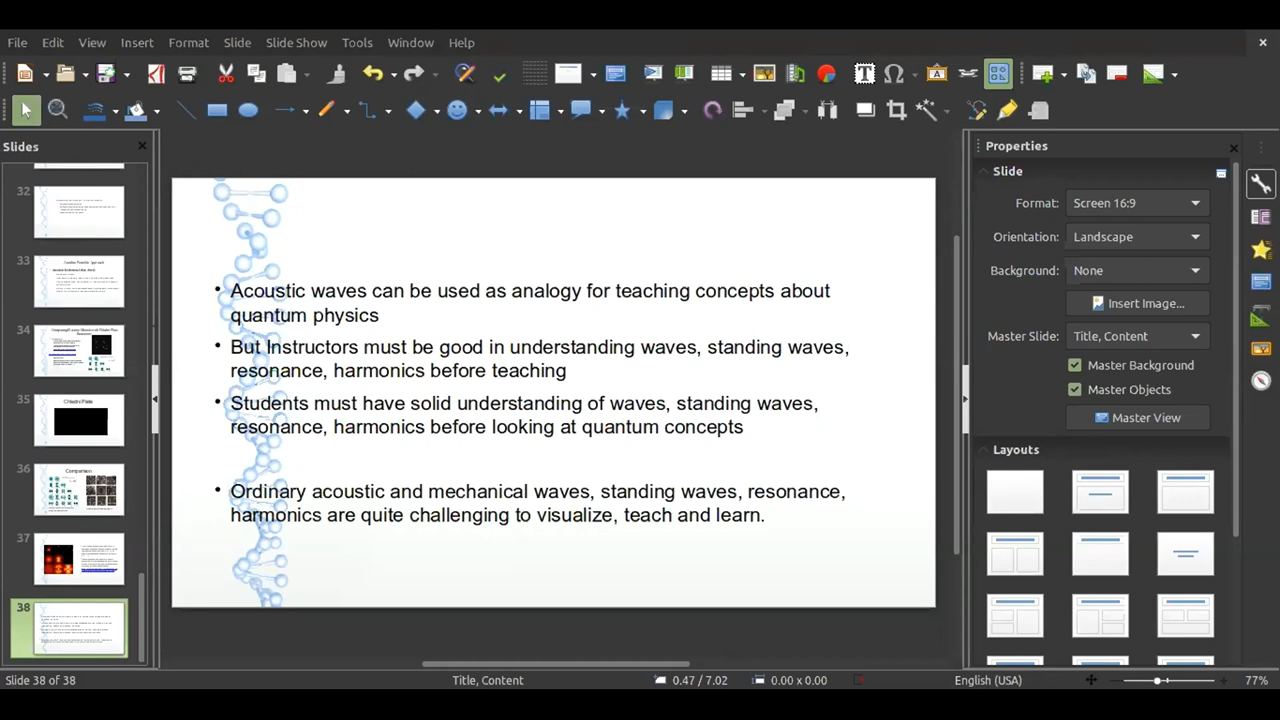 File Edit View Insert Format Slide Slide Show Tools Window Help
Slides
32
33
34
35
Chladni Plate
36
Comparison
37
38
• Acoustic waves can be used as analogy for teaching concepts about
quantum physics
• But Instructors must be good in understanding waves, standing waves,
resonance, harmonics before teaching
• Students must have solid understanding of waves, standing waves,
resonance, harmonics before looking at quantum concepts
• Ordinary acoustic and mechanical waves, standing waves, resonance,
harmonics are quite challenging to visualize, teach and learn.
Properties
Slide
Format: Screen 16:9
Orientation: Landscape
Background: None
Insert Image...
Master Slide: Title, Content
Master Background
Master Objects
Master View
Layouts
Slide 38 of 38 Title, Content 0.47 / 7.02 0.00 x 0.00 English (USA) 77%